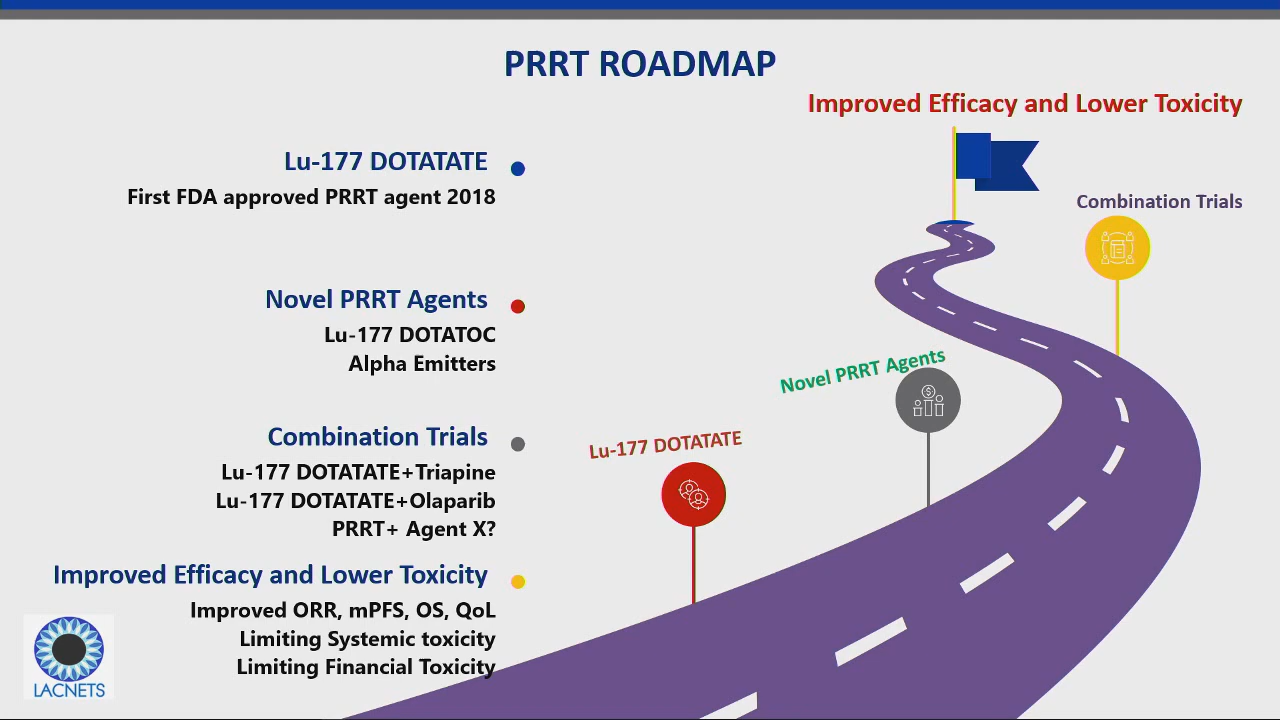 PRRT ROADMAP
Improved Efficacy and Lower Toxicity
Lu-177 DOTATATE
First FDA approved PRRT agent 2018
Combination Trials
Novel PRRT Agents
Lu-177 DOTATOC
Alpha Emitters
Novel PRRT Agents
Combination Trials
Lu-177 DOTATATE+Triapine
Lu-177 DOTATATE+Olaparib
PRRT+ Agent X?
Lu-177 DOTATATE
Improved Efficacy and Lower Toxicity
Improved ORR, mPFS, OS, QoL
Limiting Systemic toxicity
Limiting Financial Toxicity
LACNETS